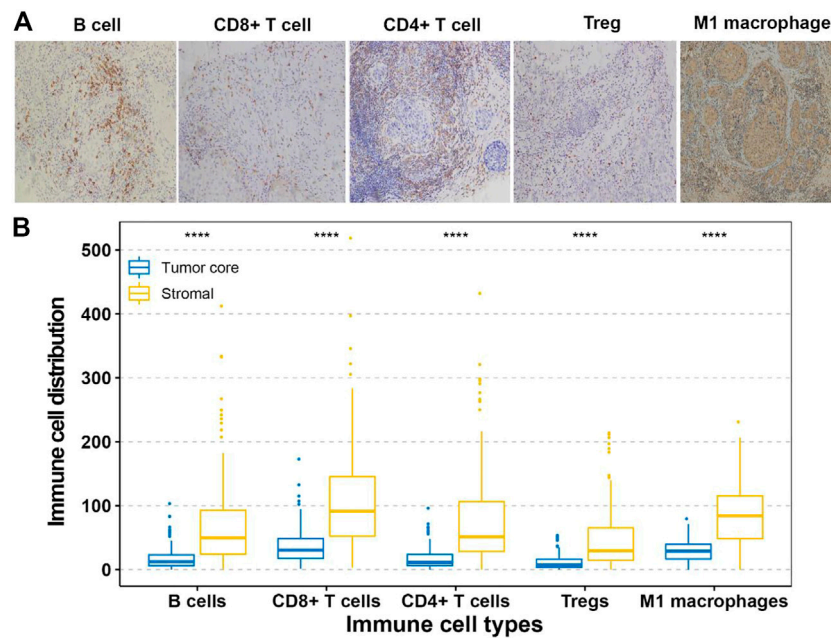 A
B cell CD8+ T cell CD4+ T cell Treg M1 macrophage
B
**** **** **** **** ****
500
Tumor core
Stromal
400
300
200
100
0
Immune cell distribution
B cells CD8+ T cells CD4+ T cells Tregs M1 macrophages
Immune cell types